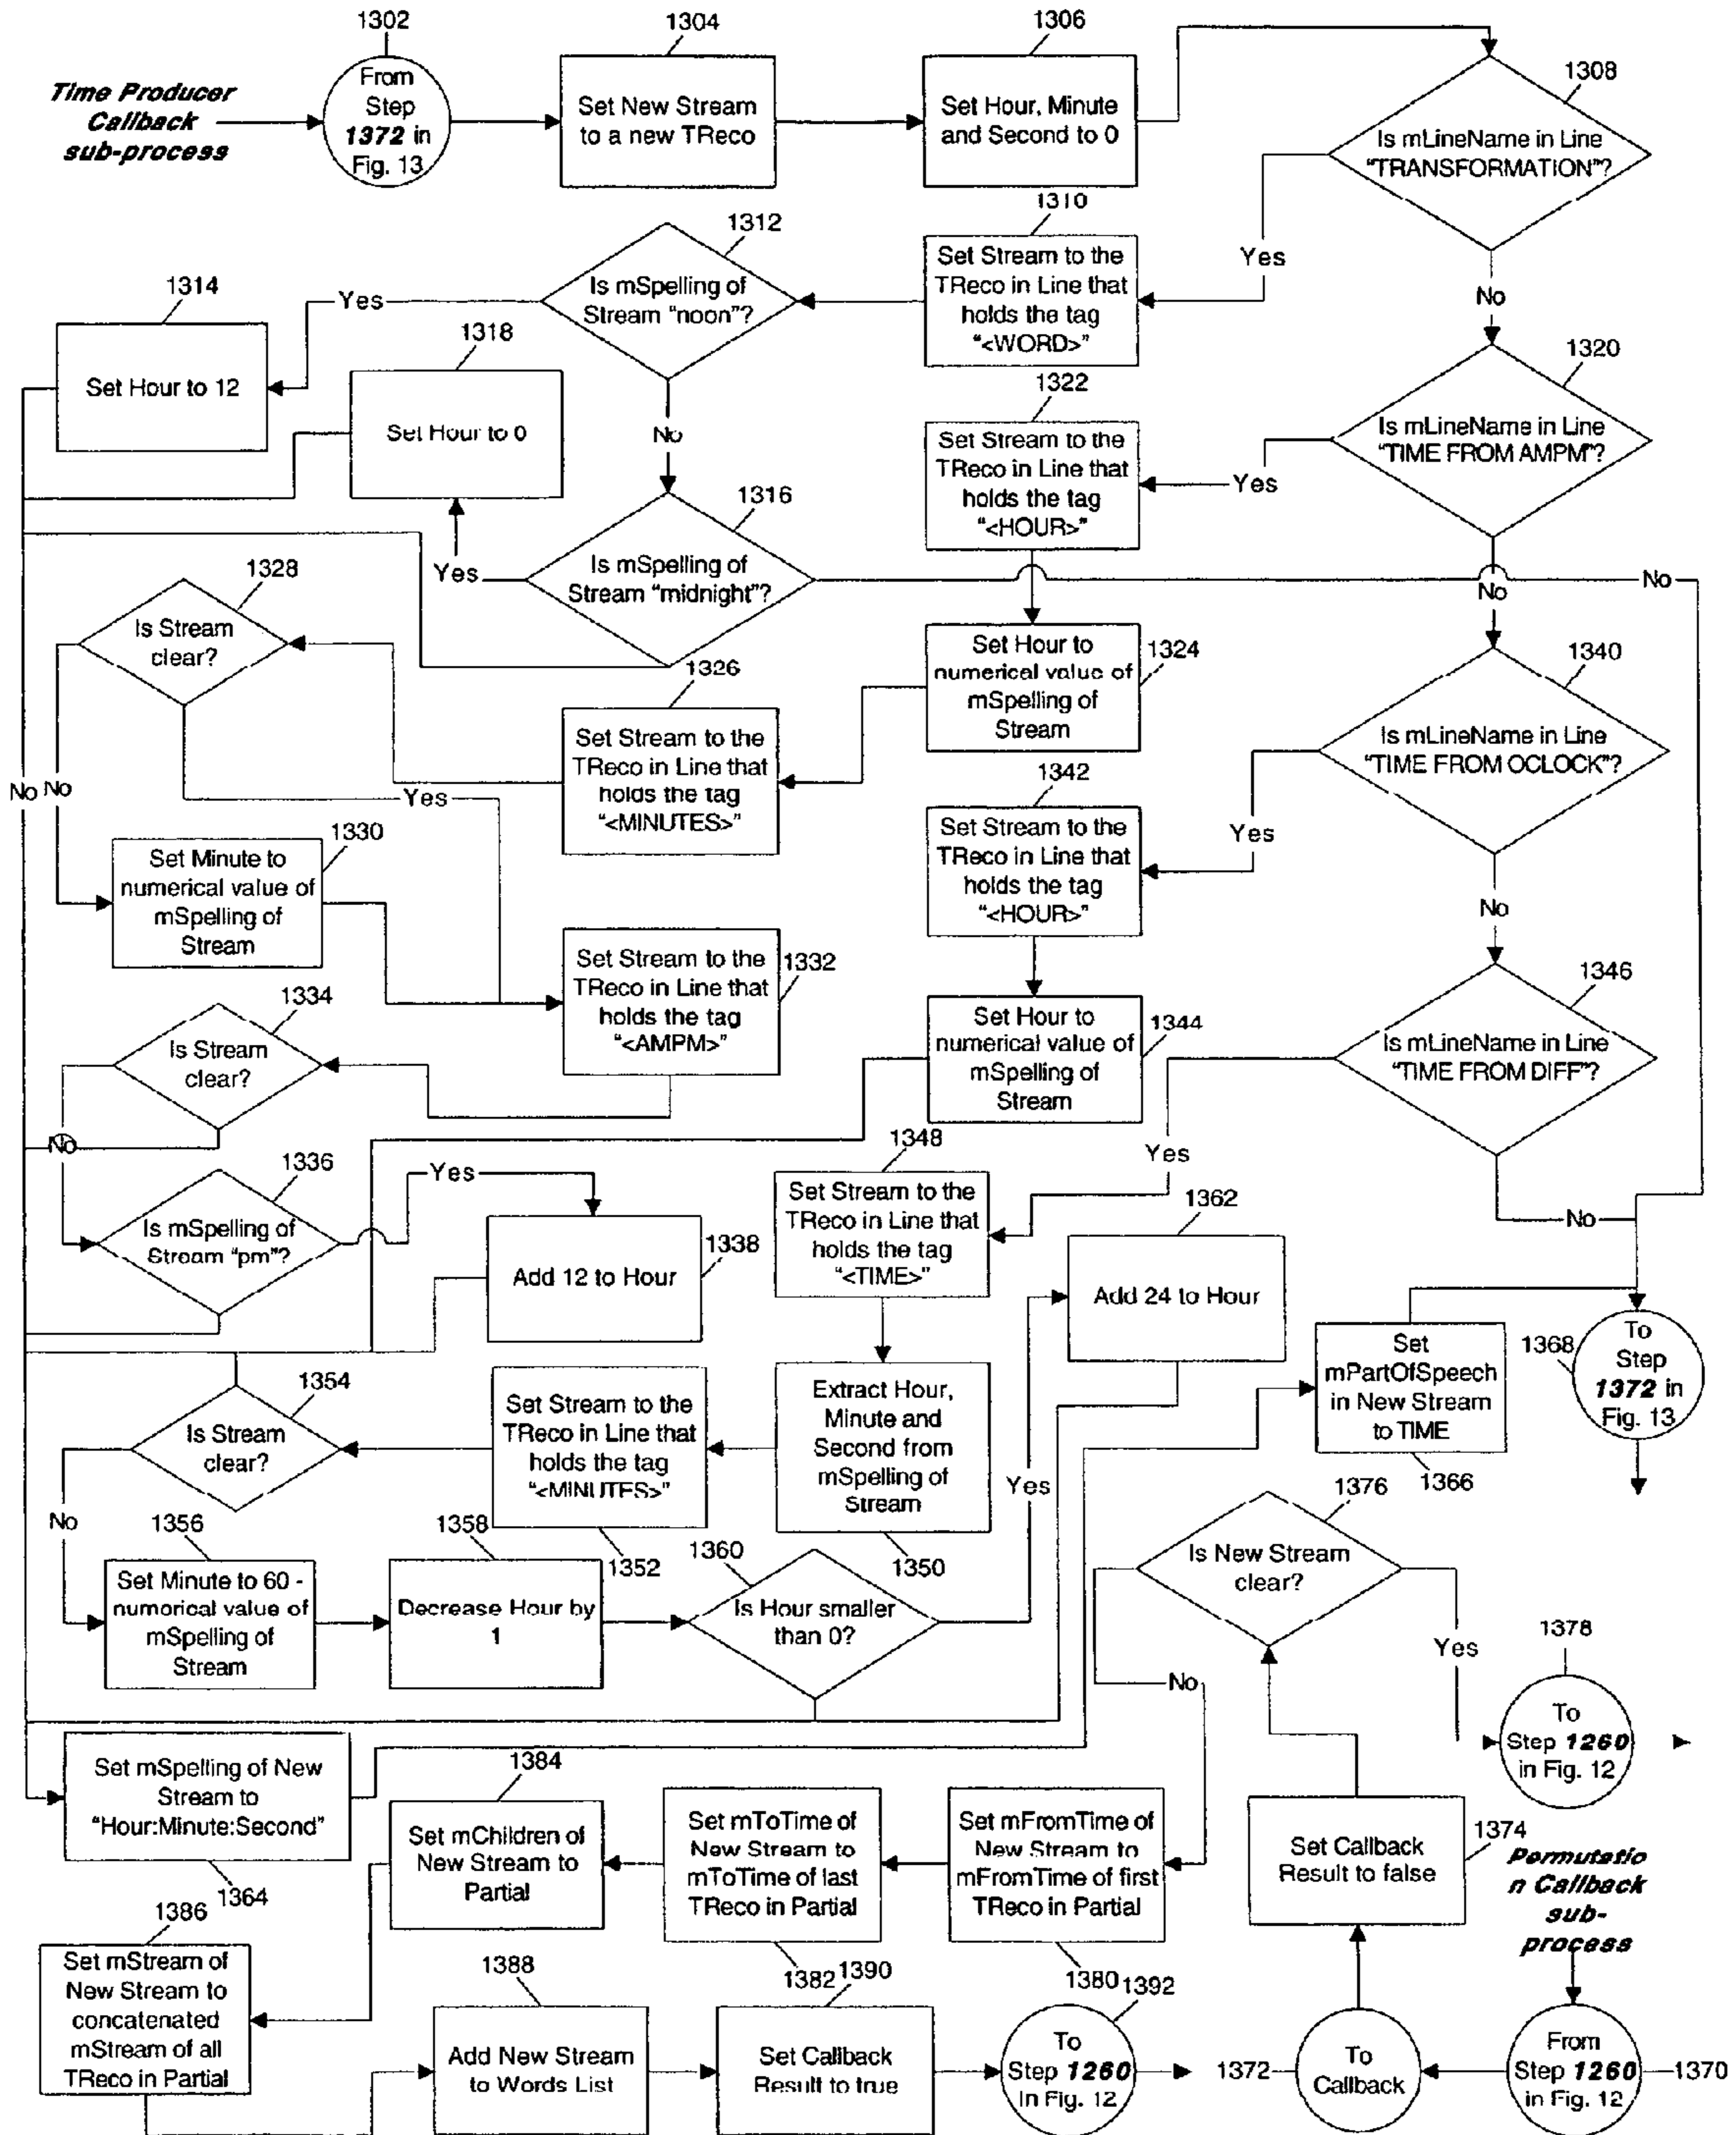 1302
1304
1306
Time Producer
Callback
sub-process
From
Step
1372 in
Fig. 13
Set New Stream
to a new TReco
Set Hour, Minute
and Second to 0
1308
Is mLineName in Line
"TRANSFORMATION"?
Yes
No
1310
Set Stream to the
TReco in Line that
holds the tag
"<WORD>"
1312
Is mSpelling of
Stream "noon"?
Yes
No
1314
Set Hour to 12
1318
Set Hour to 0
1316
Is mSpelling of
Stream "midnight"?
Yes
No
1320
Is mLineName in Line
"TIME FROM AMPM"?
Yes
No
1322
Set Stream to the
TReco in Line that
holds the tag
"<HOUR>"
1324
Set Hour to
numerical value of
mSpelling of
Stream
1326
Set Stream to the
TReco in Line that
holds the tag
"<MINUTES>"
1328
Is Stream
clear?
No
No
Yes
1330
Set Minute to
numerical value of
mSpelling of
Stream
1332
Set Stream to the
TReco in Line that
holds the tag
"<AMPM>"
1334
Is Stream
clear?
No
1336
Is mSpelling of
Stream "pm"?
Yes
1338
Add 12 to Hour
1340
Is mLineName in Line
"TIME FROM OCLOCK"?
Yes
No
1342
Set Stream to the
TReco in Line that
holds the tag
"<HOUR>"
1344
Set Hour to
numerical value of
mSpelling of
Stream
1346
Is mLineName in Line
"TIME FROM DIFF"?
Yes
No
1348
Set Stream to the
TReco in Line that
holds the tag
"<TIME>"
1350
Extract Hour,
Minute and
Second from
mSpelling of
Stream
1352
Set Stream to the
TReco in Line that
holds the tag
"<MINUTES>"
1354
Is Stream
clear?
No
1356
Set Minute to 60 -
numerical value of
mSpelling of
Stream
1358
Decrease Hour by
1
1360
Is Hour smaller
than 0?
Yes
1362
Add 24 to Hour
1364
Set mSpelling of New
Stream to
"Hour:Minute:Second"
1366
Set
mPartOfSpeech
in New Stream
to TIME
1368
To
Step
1372 in
Fig. 13
Permutatio
n Callback
sub-
process
1370
From
Step 1260
in Fig. 12
1372
To
Callback
1374
Set Callback
Result to false
1376
Is New Stream
clear?
Yes
No
1378
To
Step 1260
in Fig. 12
1380
Set mFromTime of
New Stream to
mFromTime of first
TReco in Partial
1382
Set mToTime of
New Stream to
mToTime of last
TReco in Partial
1384
Set mChildren of
New Stream to
Partial
1386
Set mStream of
New Stream to
concatenated
mStream of all
TReco in Partial
1388
Add New Stream
to Words List
1390
Set Callback
Result to true
1392
To
Step 1260
in Fig. 12